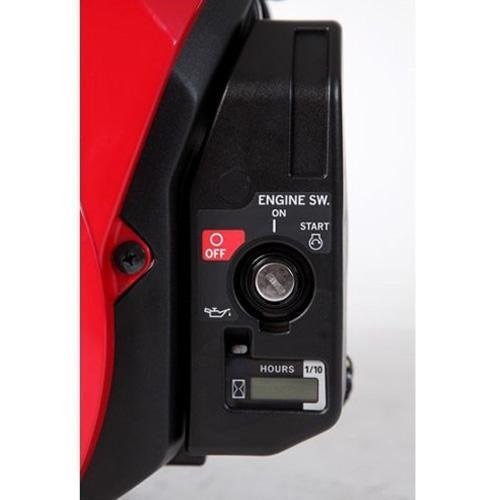 ENGINE SW.
ON
START
OFF
HOURS 1/10